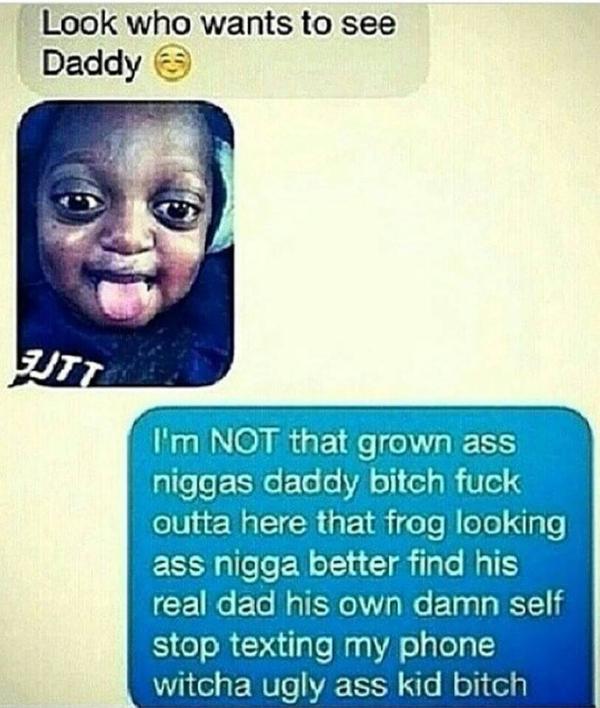 Look who wants to see
Daddy ☺️
I'm NOT that grown ass
niggas daddy bitch fuck
outta here that frog looking
ass nigga better find his
real dad his own damn self
stop texting my phone
witcha ugly ass kid bitch